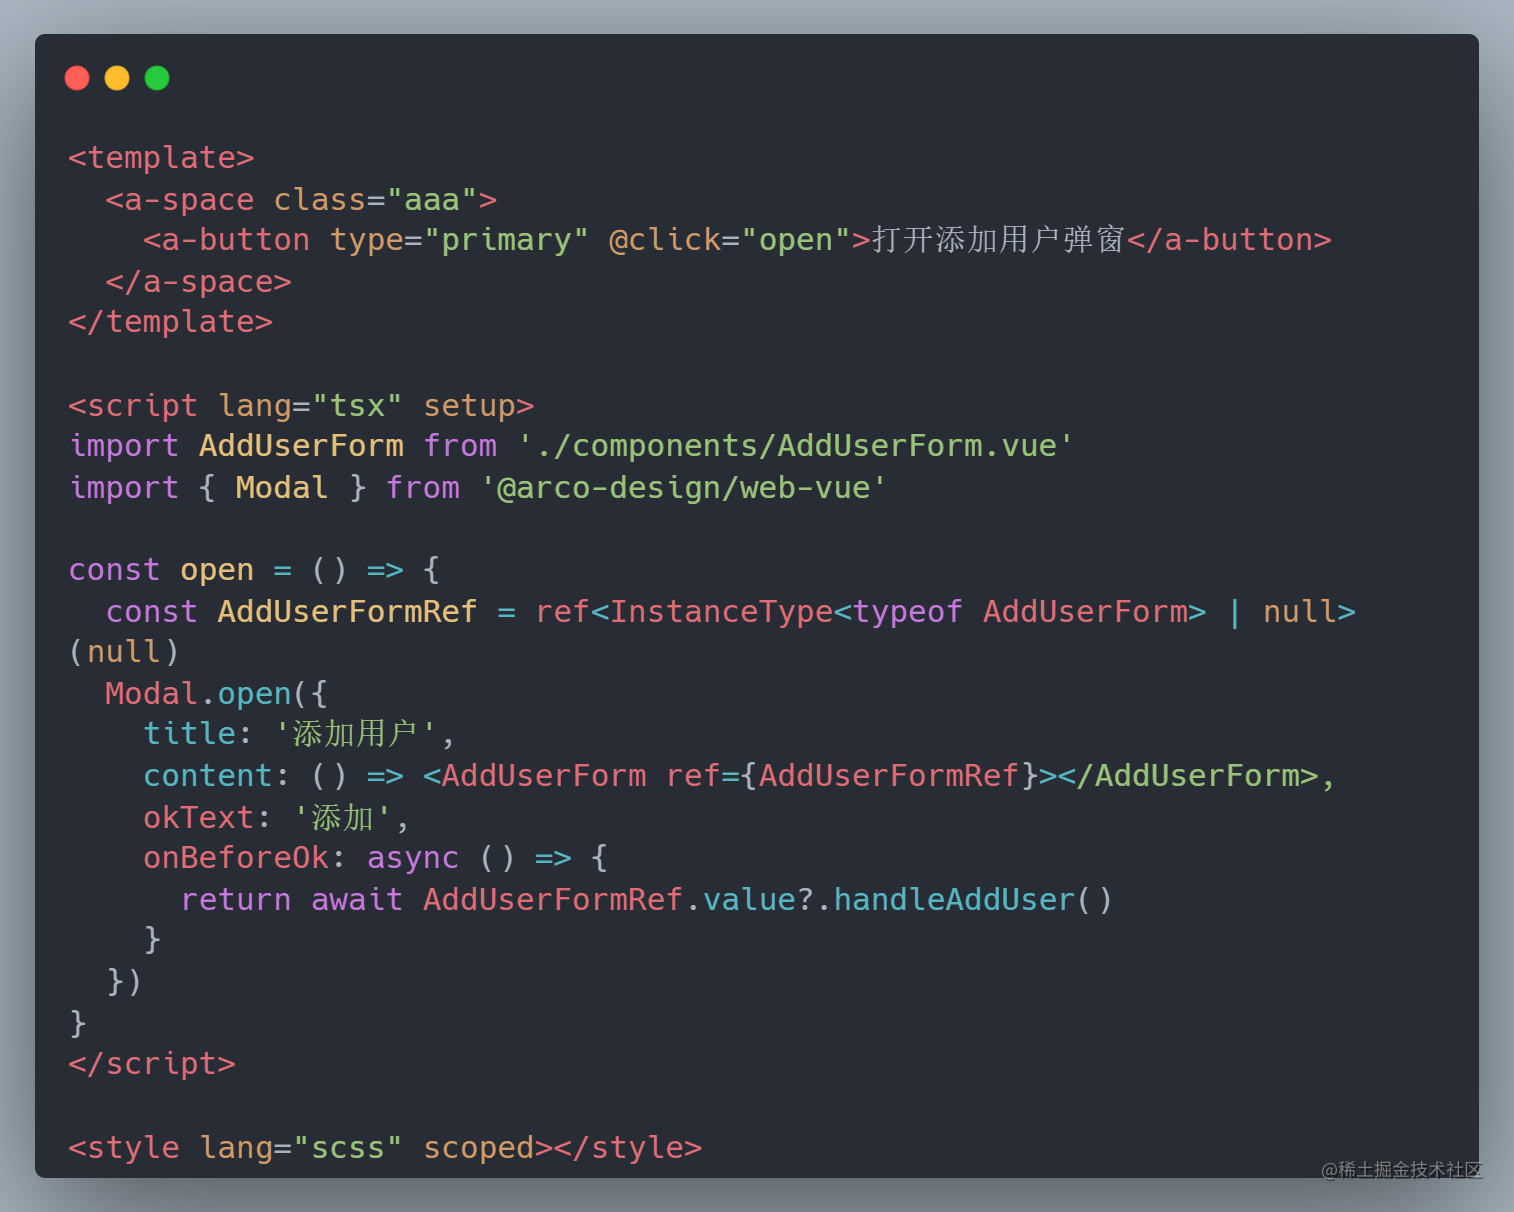 <template>
  <a-space class="aaa">
    <a-button type="primary" @click="open">打开添加用户弹窗</a-button>
  </a-space>
</template>

<script lang="tsx" setup>
import AddUserForm from './components/AddUserForm.vue'
import { Modal } from '@arco-design/web-vue'

const open = () => {
  const AddUserFormRef = ref<InstanceType<typeof AddUserForm> | null>
(null)
  Modal.open({
    title: '添加用户',
    content: () => <AddUserForm ref={AddUserFormRef}></AddUserForm>,
    okText: '添加',
    onBeforeOk: async () => {
      return await AddUserFormRef.value?.handleAddUser()
    }
  })
}
</script>

<style lang="scss" scoped></style>
@稀土掘金技术社区